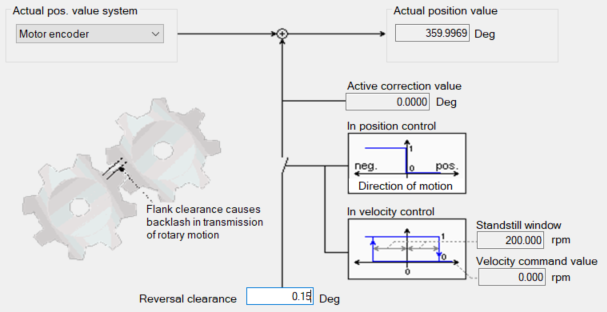 Actual pos. value system
Motor encoder
Actual position value
359.9969 Deg
Active correction value
0.0000 Deg
In position control
1
neg. 0 pos.
Direction of motion
Flank clearance causes
backlash in transmission
of rotary motion
In velocity control
1
0
0
Standstill window
200.000 rpm
Velocity command value
0.000 rpm
Reversal clearance 0.15 Deg